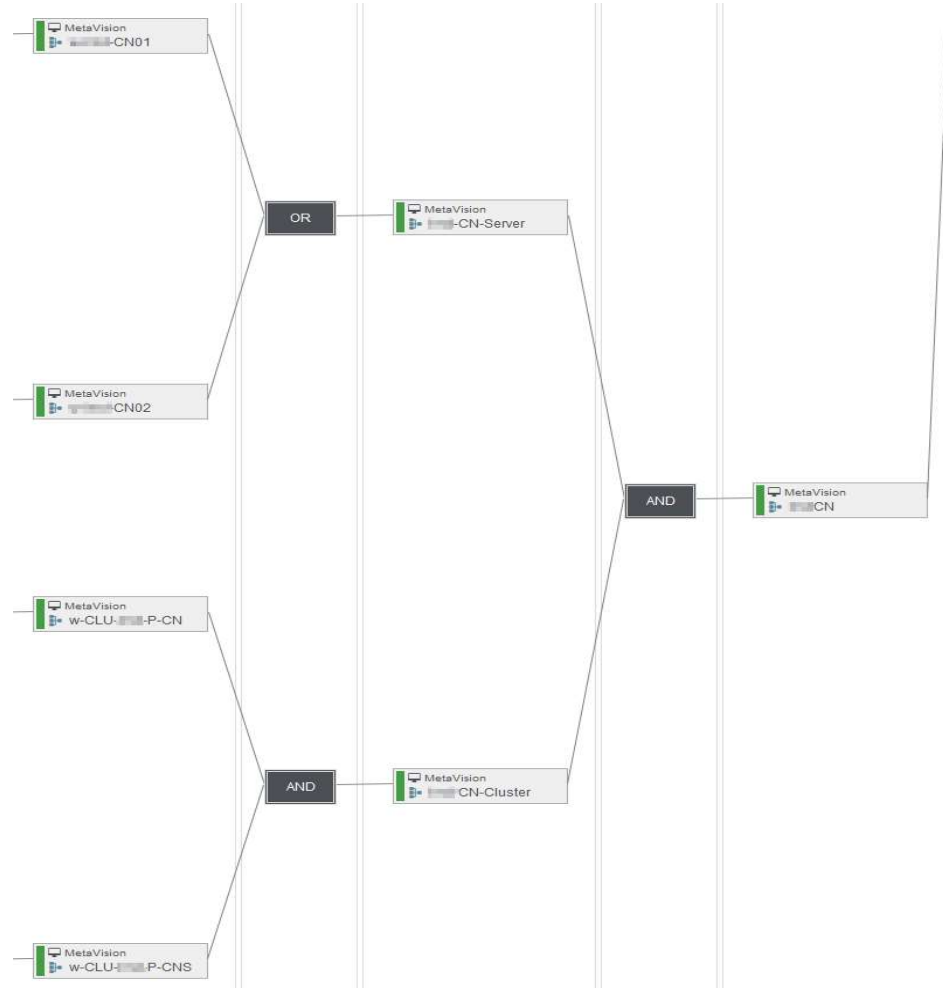 MetaVision
-CN01
OR
MetaVision
-CN-Server
MetaVision
-CN02
AND
MetaVision
CN
MetaVision
w-CLU- -P-CN
AND
MetaVision
CN-Cluster
MetaVision
w-CLU- P-CNS